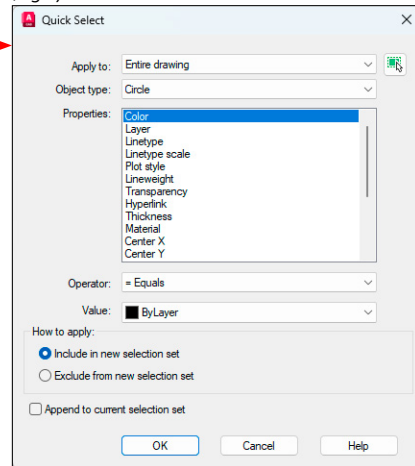 Quick Select
Apply to: Entire drawing
Object type: Circle
Properties: Color
Layer
Linetype
Linetype scale
Plot style
Lineweight
Transparency
Hyperlink
Thickness
Material
Center X
Center Y
Operator: = Equals
Value: ByLayer
How to apply:
Include in new selection set
Exclude from new selection set
Append to current selection set
OK Cancel Help